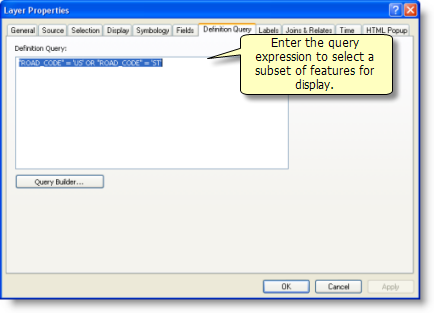 Layer Properties
General Source Selection Display Symbology Fields Definition Query Labels Joins & Relates Time HTML Popup
Definition Query:
"ROAD_CODE" = 'US' OR "ROAD_CODE" = 'ST'
Enter the query
expression to select a
subset of features for
display.
Query Builder...
OK Cancel Apply